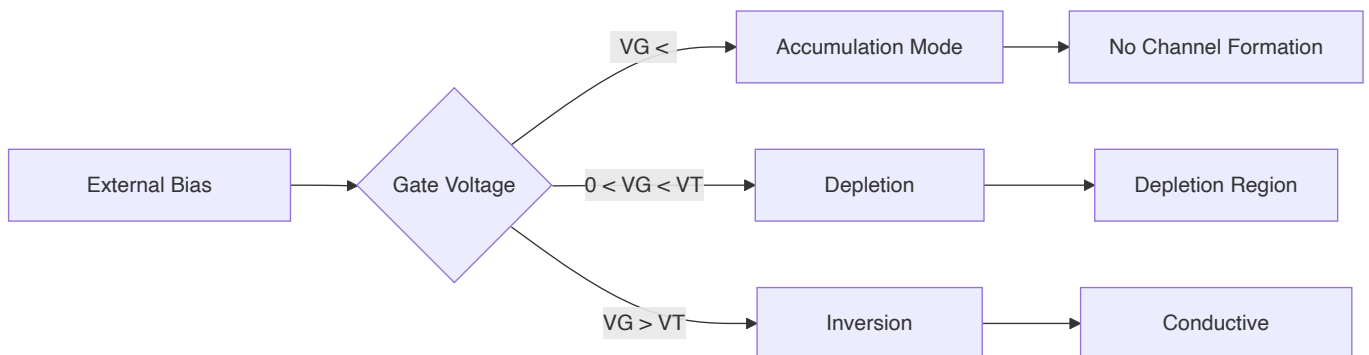 External Bias
Gate Voltage
VG <
Accumulation Mode
No Channel Formation
0 < VG < VT
Depletion
Depletion Region
VG > VT
Inversion
Conductive